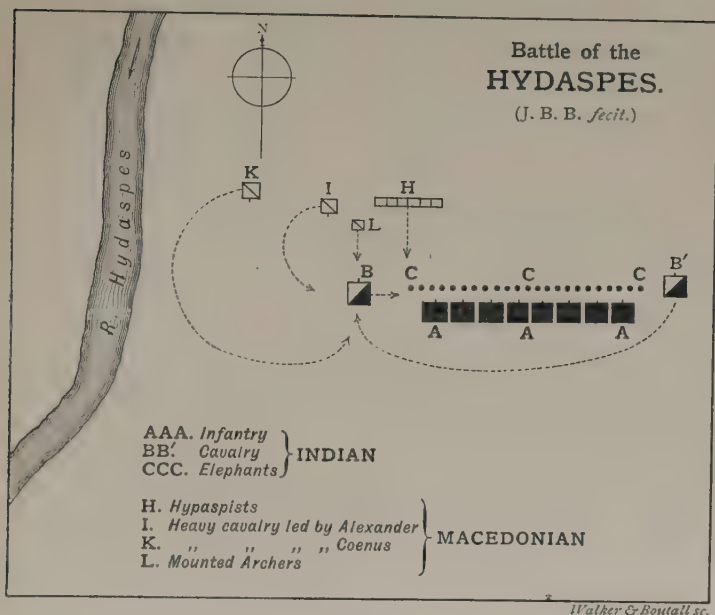 Battle of the
HYDASPES.
(J. B. B. fecit.)
N
K
I
H
L
B
C C C
B'
A A A
R. Hydaspes
AAA. Infantry
BB'. Cavalry
CCC. Elephants
INDIAN
H. Hypaspists
I. Heavy cavalry led by Alexander
K. „ „ „ „ Coenus
L. Mounted Archers
MACEDONIAN
Walker & Boutall sc.